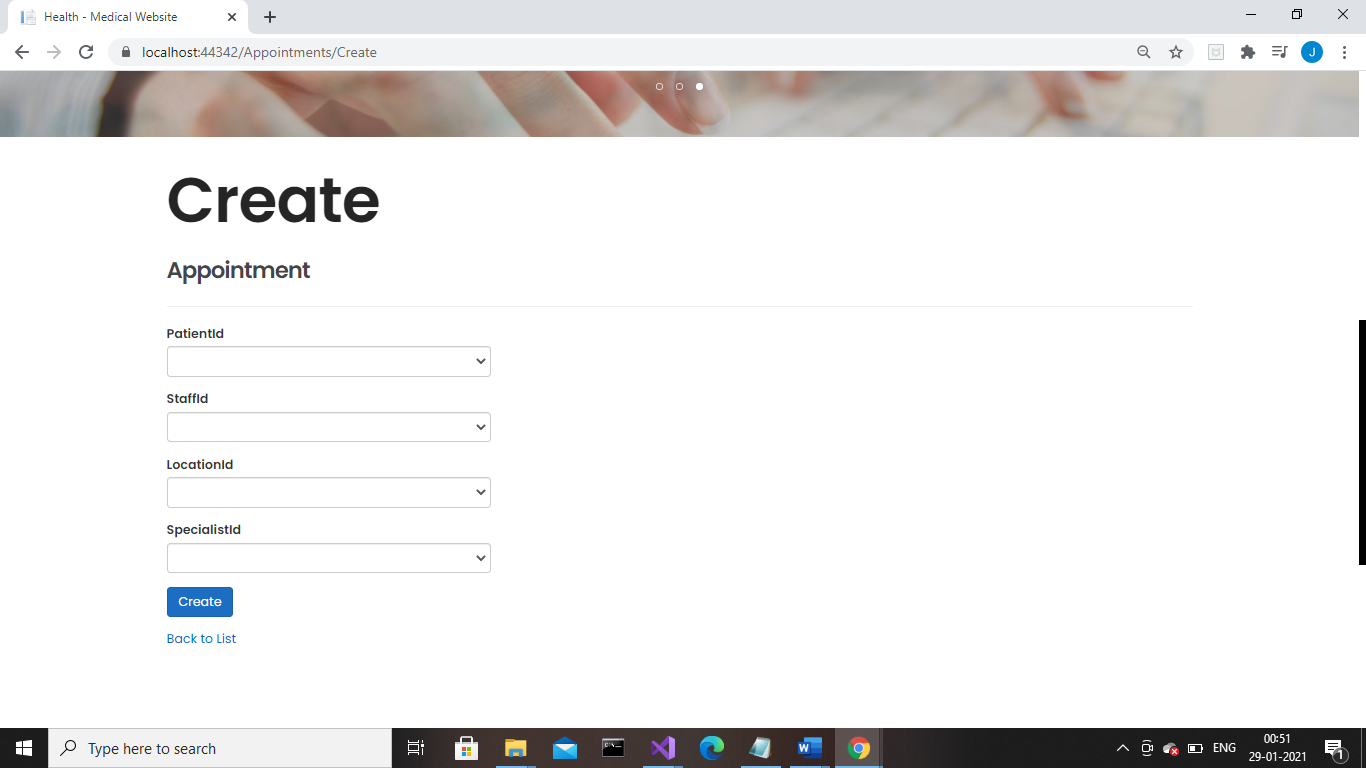 Health - Medical Website
localhost:44342/Appointments/Create
J
Create
Appointment
PatientId
StaffId
LocationId
SpecialistId
Create
Back to List
Type here to search
ENG
00:51
29-01-2021
1